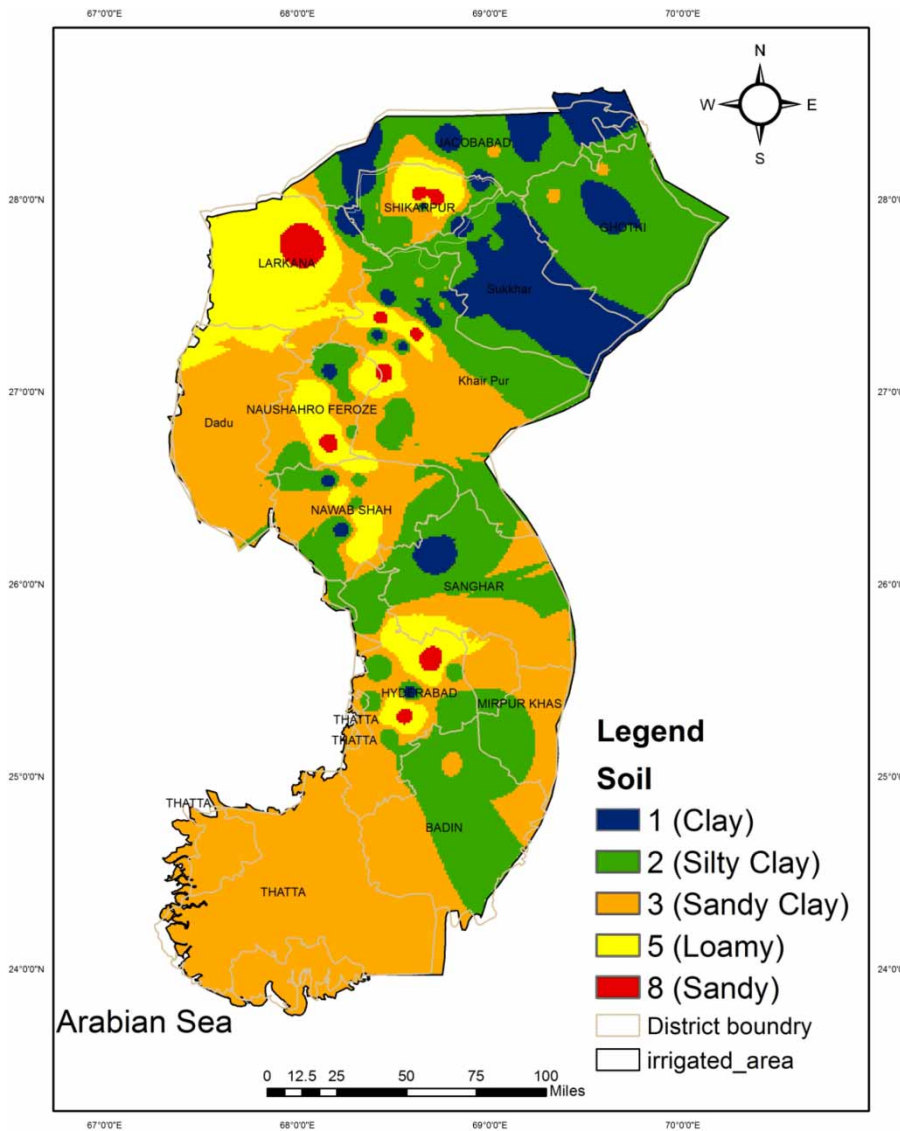 67°0'0"E 68°0'0"E 69°0'0"E 70°0'0"E
N
W E
S
JACOBABAD
28°0'0"N 28°0'0"N
SHIKARPUR
GHOTKI
LARKANA
Sukkhar
27°0'0"N 27°0'0"N
Khair Pur
NAUSHAHRO FEROZE
Dadu
NAWAB SHAH
26°0'0"N 26°0'0"N
SANGHAR
HYDERABAD
MIRPUR KHAS
THATTA
THATTA
25°0'0"N 25°0'0"N
THATTA
BADIN
THATTA
24°0'0"N 24°0'0"N
Arabian Sea
Legend
Soil
1 (Clay)
2 (Silty Clay)
3 (Sandy Clay)
5 (Loamy)
8 (Sandy)
District boundry
irrigated_area
0 12.5 25 50 75 100
Miles
67°0'0"E 68°0'0"E 69°0'0"E 70°0'0"E